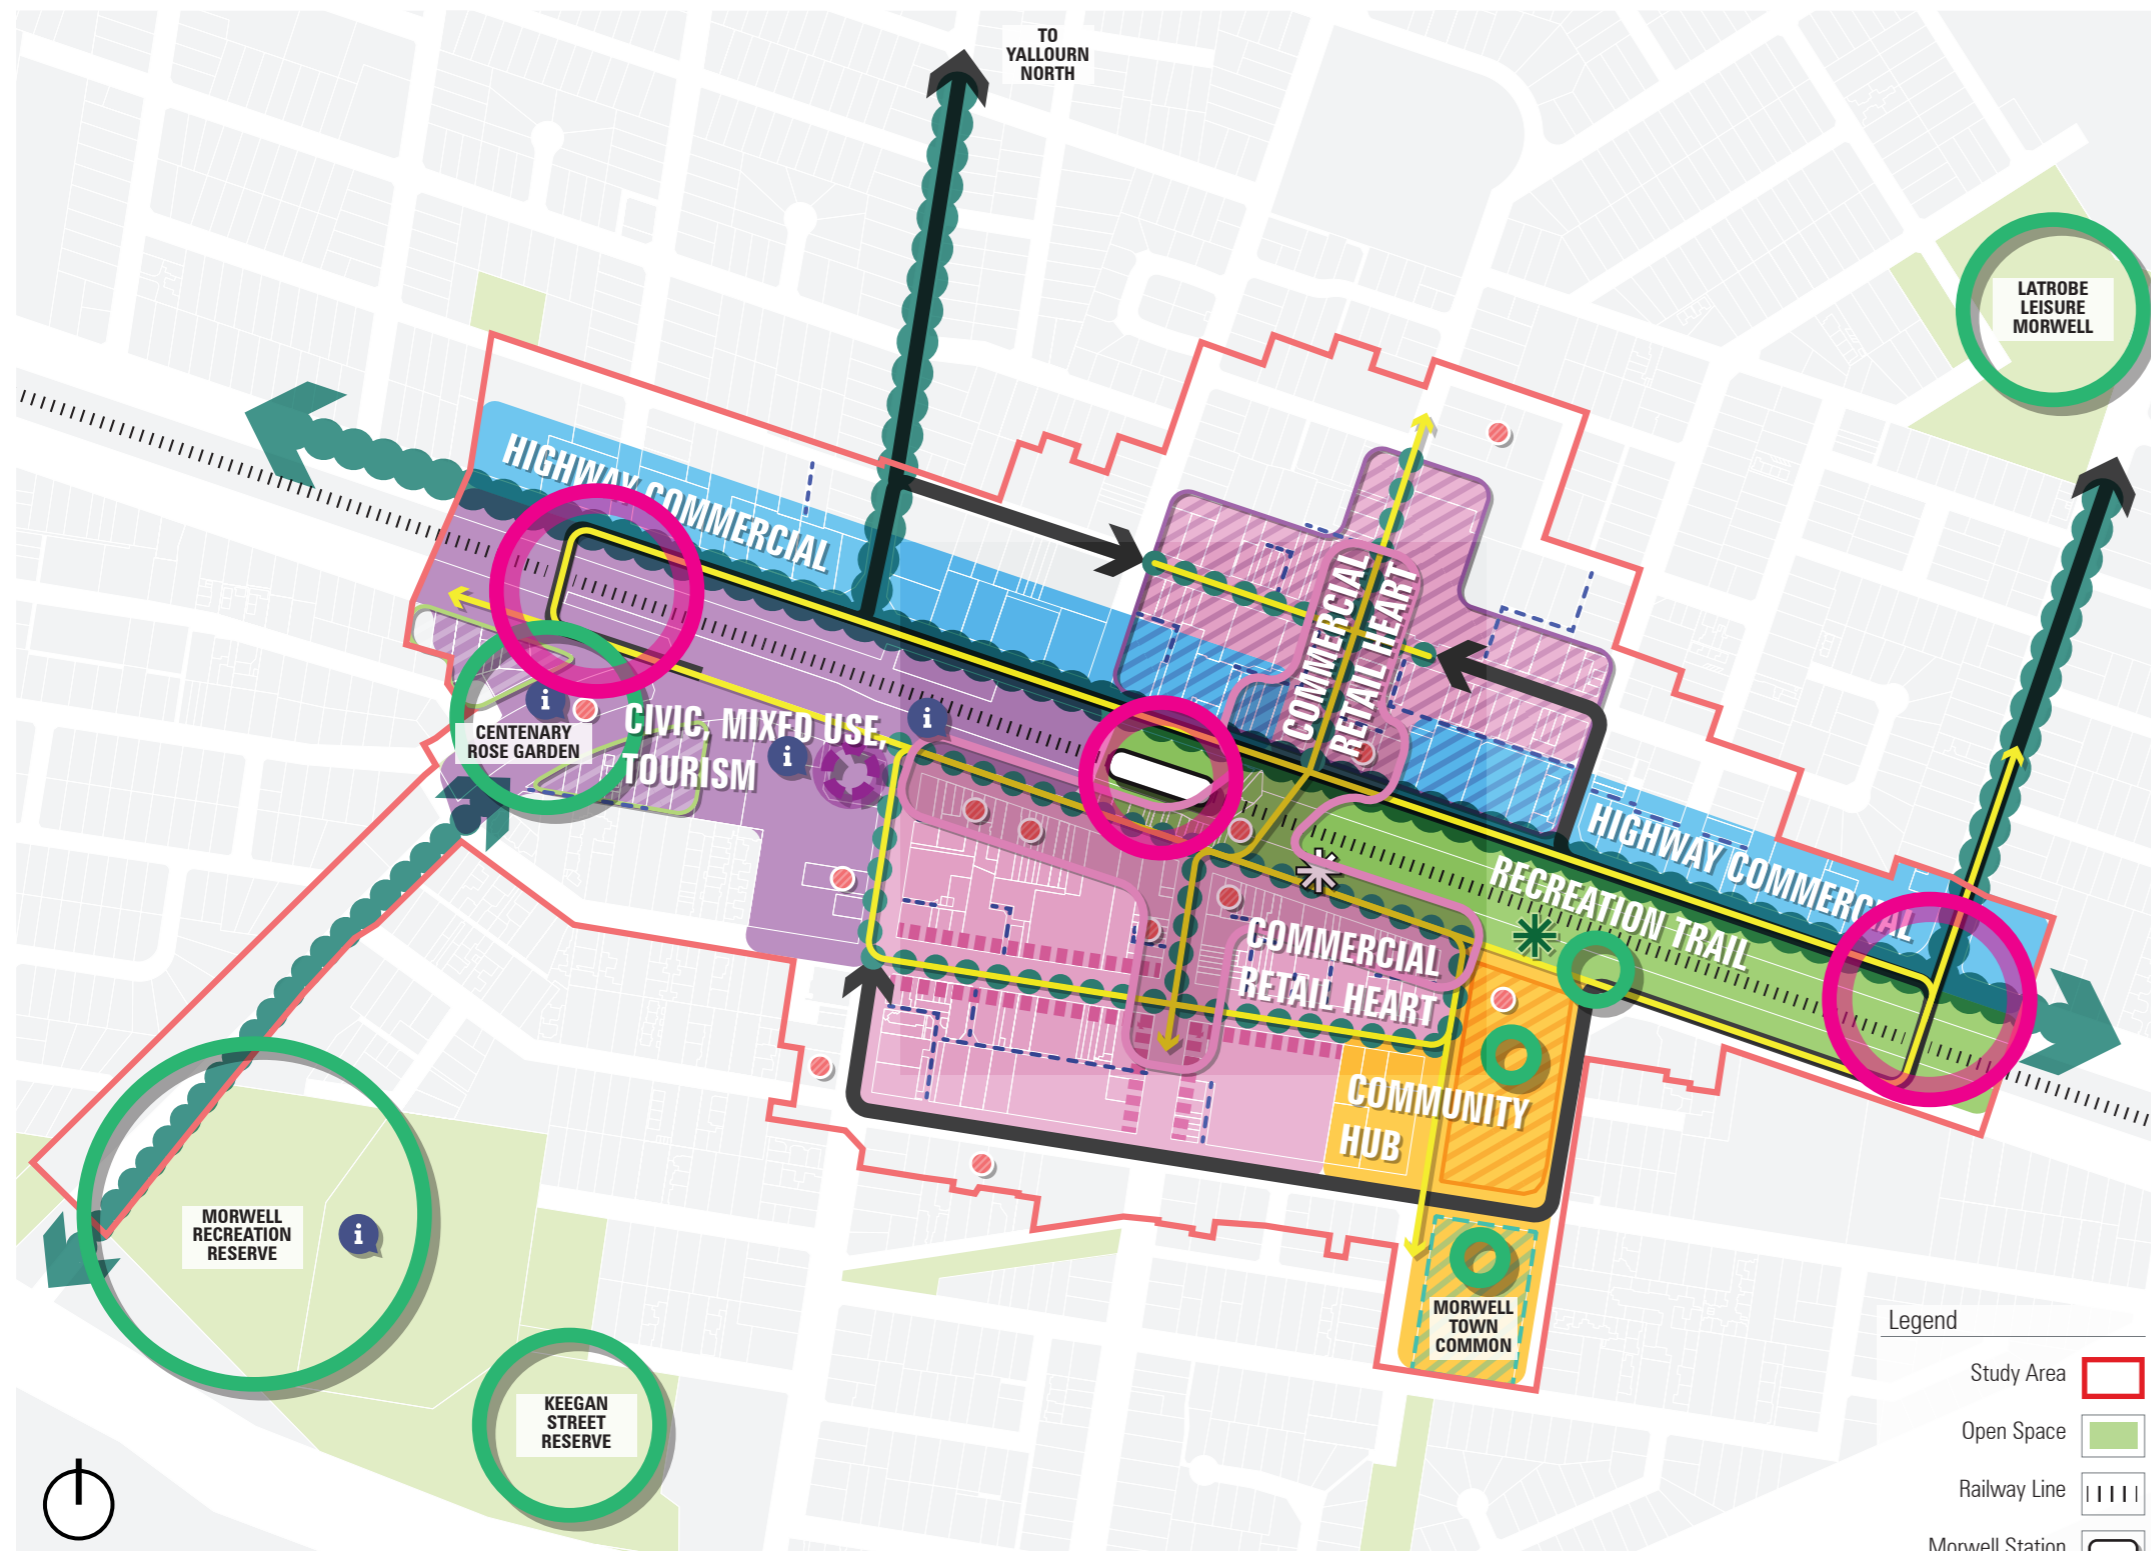 TO
YALLOURN
NORTH
LATROBE
LEISURE
MORWELL
HIGHWAY COMMERCIAL
COMMERCIAL
RETAIL HEART
CENTENARY
ROSE GARDEN
CIVIC, MIXED USE,
TOURISM
HIGHWAY COMMERCIAL
RECREATION TRAIL
COMMERCIAL
RETAIL HEART
COMMUNITY
HUB
MORWELL
RECREATION
RESERVE
MORWELL
TOWN
COMMON
KEEGAN
STREET
RESERVE
Legend
Study Area
Open Space
Railway Line
Morwell Station
i
i
i
i